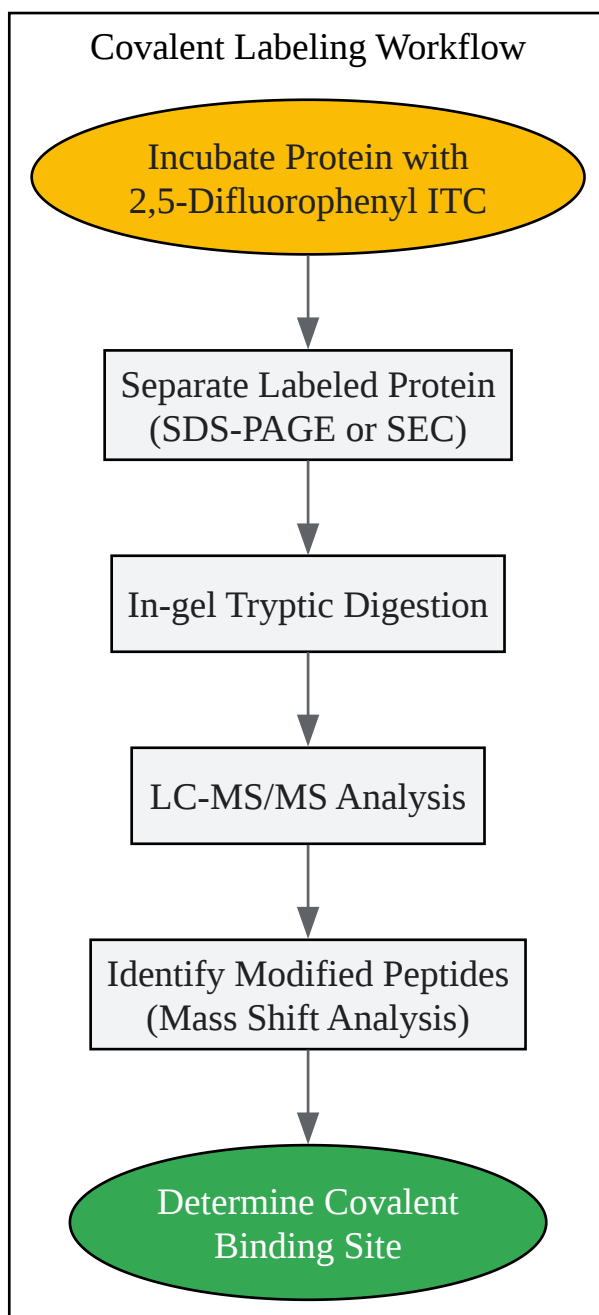 Covalent Labeling Workflow
Incubate Protein with
2,5-Difluorophenyl ITC
Separate Labeled Protein
(SDS-PAGE or SEC)
In-gel Tryptic Digestion
LC-MS/MS Analysis
Identify Modified Peptides
(Mass Shift Analysis)
Determine Covalent
Binding Site